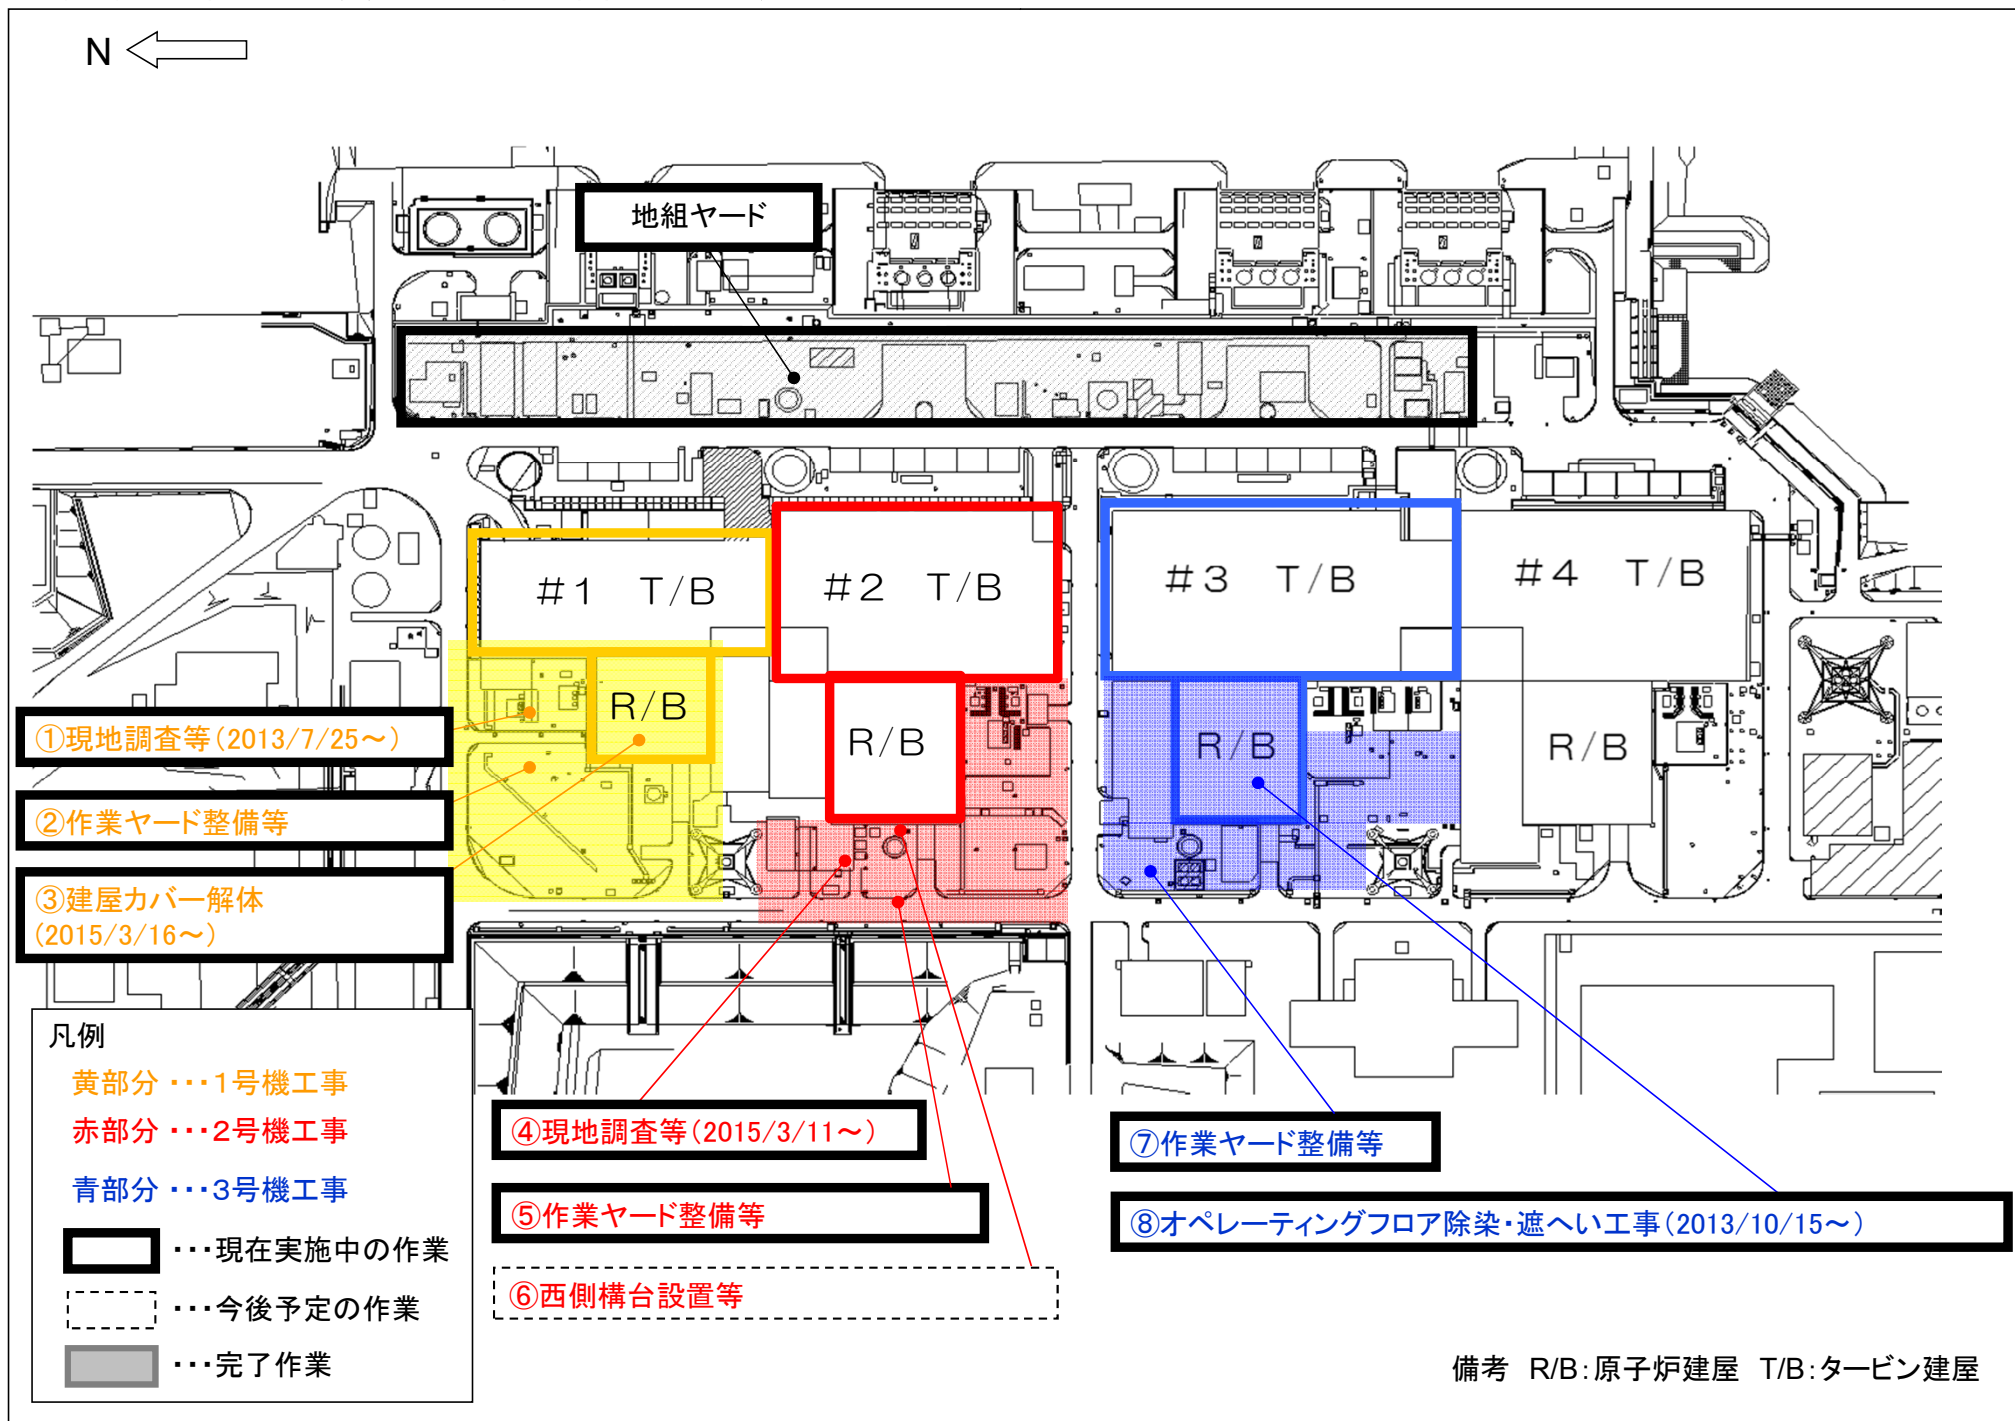 N
地組ヤード
#1 T/B
#2 T/B
#3 T/B
#4 T/B
R/B
R/B
R/B
R/B
①現地調査等(2013/7/25～)
②作業ヤード整備等
③建屋カバー解体
(2015/3/16～)
④現地調査等(2015/3/11～)
⑤作業ヤード整備等
⑥西側構台設置等
⑦作業ヤード整備等
⑧オペレーティングフロア除染・遮へい工事(2013/10/15～)
凡例
黄部分 ・・・1号機工事
赤部分 ・・・2号機工事
青部分 ・・・3号機工事
・・・現在実施中の作業
・・・今後予定の作業
・・・完了作業
備考 R/B:原子炉建屋 T/B:タービン建屋